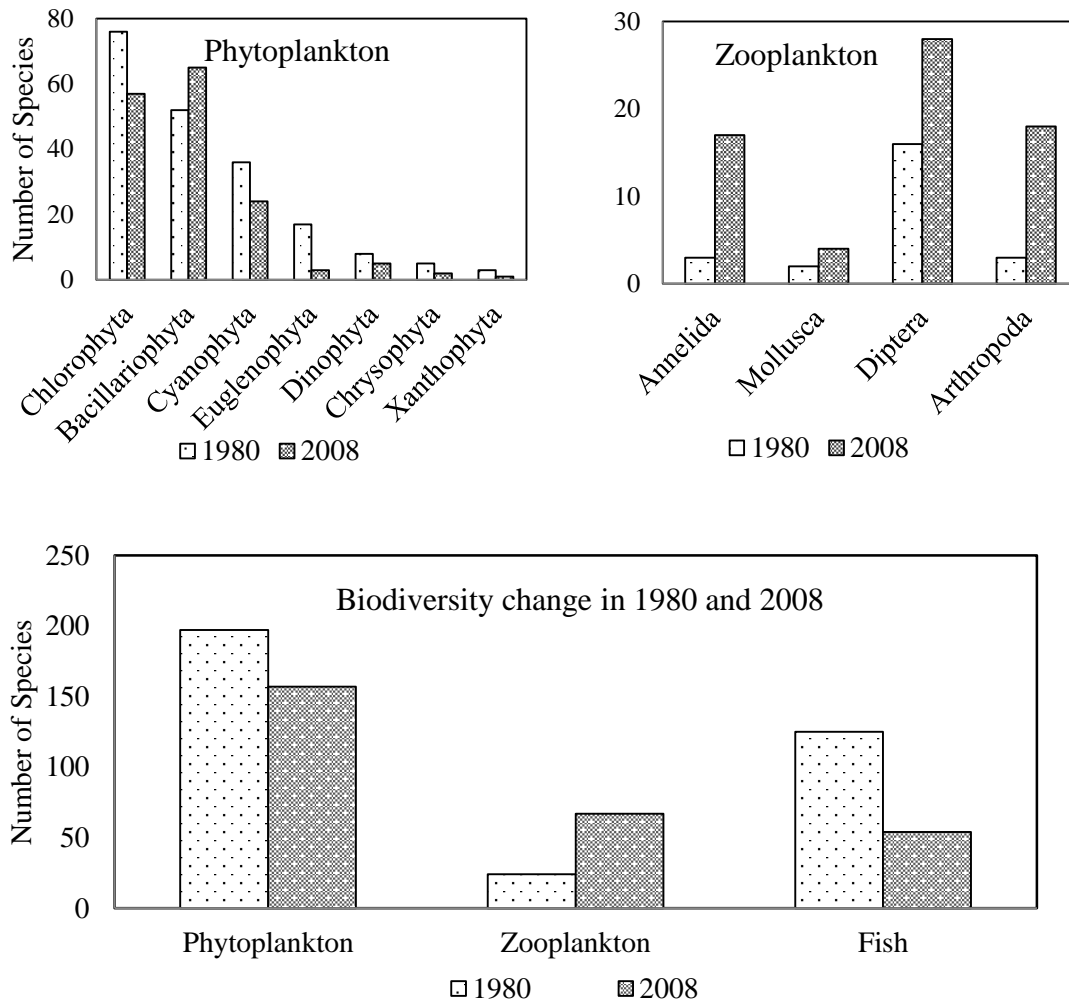 Phytoplankton
Number of Species
80
60
40
20
0
Chlorophyta
Bacillariophyta
Cyanophyta
Euglenophyta
Dinophyta
Chrysophyta
Xanthophyta
1980 2008
Zooplankton
30
20
10
0
Annelida
Mollusca
Diptera
Arthropoda
1980 2008
Biodiversity change in 1980 and 2008
Number of Species
250
200
150
100
50
0
Phytoplankton Zooplankton Fish
1980 2008